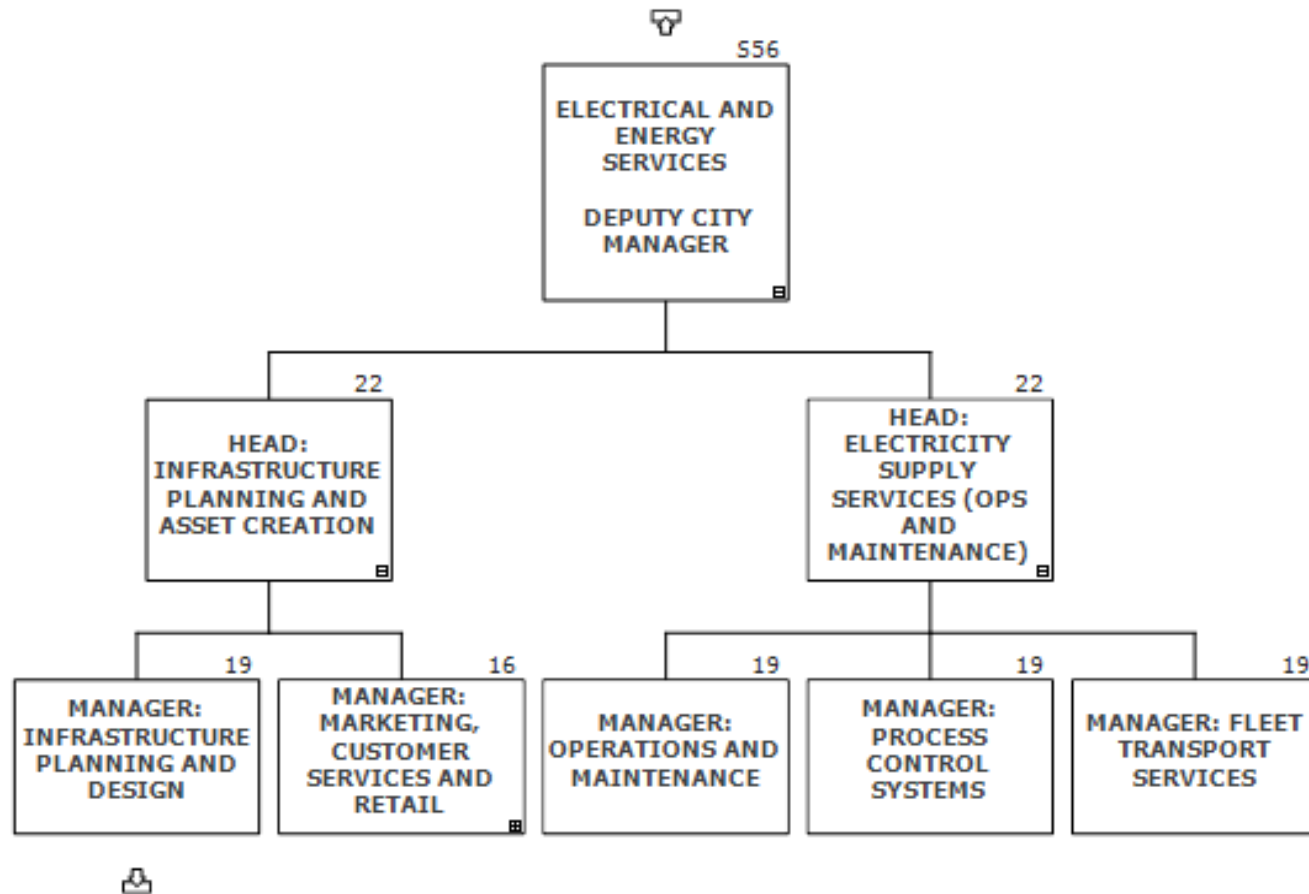 S56
ELECTRICAL AND
ENERGY
SERVICES
DEPUTY CITY
MANAGER
22
HEAD:
INFRASTRUCTURE
PLANNING AND
ASSET CREATION
22
HEAD:
ELECTRICITY
SUPPLY
SERVICES (OPS
AND
MAINTENANCE)
19
MANAGER:
INFRASTRUCTURE
PLANNING AND
DESIGN
16
MANAGER:
MARKETING,
CUSTOMER
SERVICES AND
RETAIL
19
MANAGER:
OPERATIONS AND
MAINTENANCE
19
MANAGER:
PROCESS
CONTROL
SYSTEMS
19
MANAGER: FLEET
TRANSPORT
SERVICES